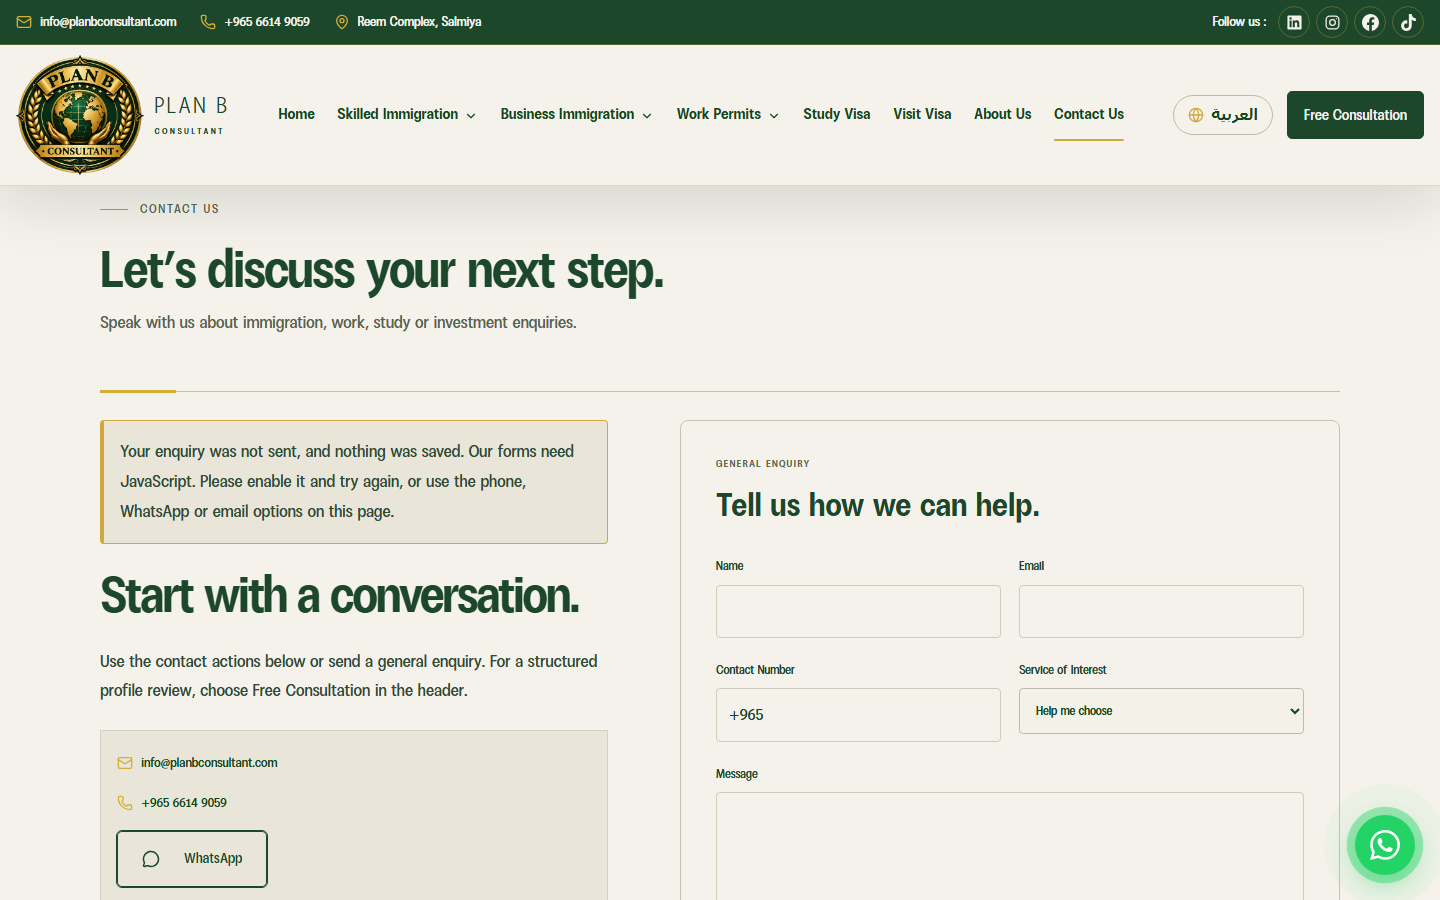 info@planbconsultant.com
+965 6614 9059
Reem Complex, Salmiya
Follow us :
PLAN B
CONSULTANT
PLAN B
CONSULTANT
Home
Skilled Immigration
Business Immigration
Work Permits
Study Visa
Visit Visa
About Us
Contact Us
العربية
Free Consultation
CONTACT US
Let’s discuss your next step.
Speak with us about immigration, work, study or investment enquiries.
Your enquiry was not sent, and nothing was saved. Our forms need
JavaScript. Please enable it and try again, or use the phone,
WhatsApp or email options on this page.
Start with a conversation.
Use the contact actions below or send a general enquiry. For a structured
profile review, choose Free Consultation in the header.
info@planbconsultant.com
+965 6614 9059
WhatsApp
GENERAL ENQUIRY
Tell us how we can help.
Name
Email
Contact Number
Service of Interest
+965
Help me choose
Message